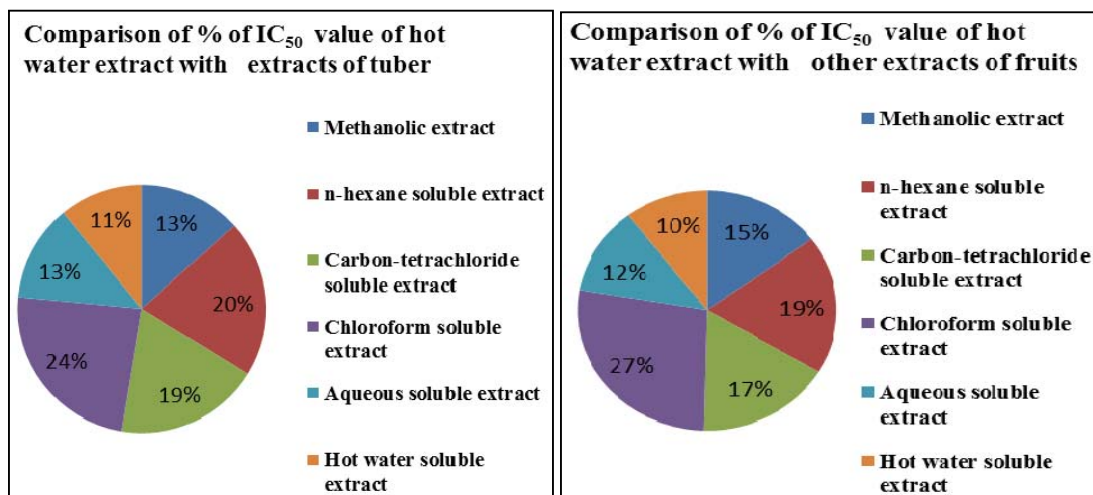 Comparison of % of IC50 value of hot
water extract with extracts of tuber
Methanolic extract
n-hexane soluble extract
Carbon-tetrachloride
soluble extract
Chloroform soluble
extract
Aqueous soluble extract
Hot water soluble
extract
11%
13%
13%
20%
24%
19%
Comparison of % of IC50 value of hot
water extract with other extracts of fruits
Methanolic extract
n-hexane soluble
extract
Carbon-tetrachloride
soluble extract
Chloroform soluble
extract
Aqueous soluble
extract
Hot water soluble
extract
10%
15%
12%
19%
27%
17%